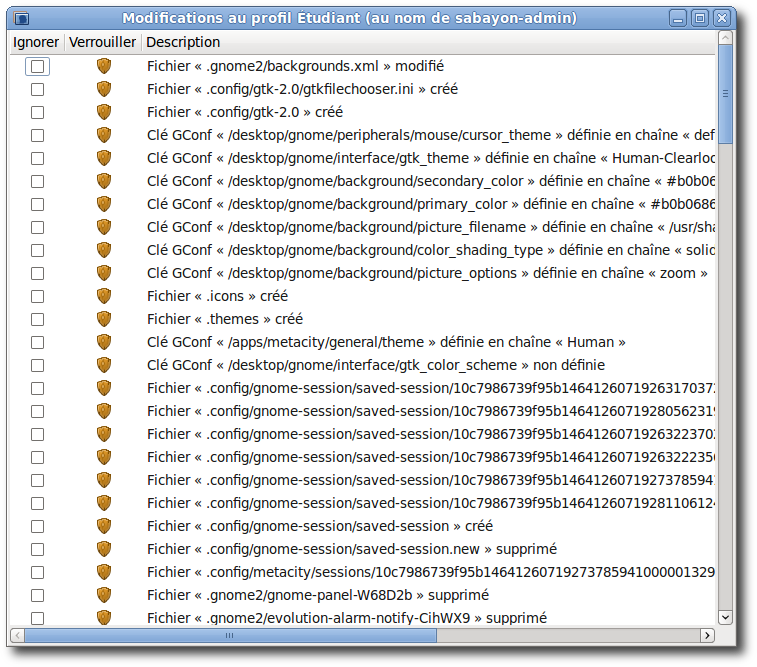 Modifications au profil Étudiant (au nom de sabayon-admin)
Ignorer Verrouiller Description
Fichier « .gnome2/backgrounds.xml » modifié
Fichier « .config/gtk-2.0/gtkfilechooser.ini » créé
Fichier « .config/gtk-2.0 » créé
Clé GConf « /desktop/gnome/peripherals/mouse/cursor_theme » définie en chaîne « def
Clé GConf « /desktop/gnome/interface/gtk_theme » définie en chaîne « Human-Clearloo
Clé GConf « /desktop/gnome/background/secondary_color » définie en chaîne « #b0b06
Clé GConf « /desktop/gnome/background/primary_color » définie en chaîne « #b0b0686
Clé GConf « /desktop/gnome/background/picture_filename » définie en chaîne « /usr/sha
Clé GConf « /desktop/gnome/background/color_shading_type » définie en chaîne « solid
Clé GConf « /desktop/gnome/background/picture_options » définie en chaîne « zoom »
Fichier « .icons » créé
Fichier « .themes » créé
Clé GConf « /apps/metacity/general/theme » définie en chaîne « Human »
Clé GConf « /desktop/gnome/interface/gtk_color_scheme » non définie
Fichier « .config/gnome-session/saved-session/10c7986739f95b146412607192631703​72
Fichier « .config/gnome-session/saved-session/10c7986739f95b14641260719280562319
Fichier « .config/gnome-session/saved-session/10c7986739f95b14641260719263223702
Fichier « .config/gnome-session/saved-session/10c7986739f95b14641260719263222356
Fichier « .config/gnome-session/saved-session/10c7986739f95b14641260719273785941
Fichier « .config/gnome-session/saved-session/10c7986739f95b14641260719281106124
Fichier « .config/gnome-session/saved-session » créé
Fichier « .config/gnome-session/saved-session.new » supprimé
Fichier « .config/metacity/sessions/10c7986739f95b14641260719273785941000001329
Fichier « .gnome2/gnome-panel-W68D2b » supprimé
Fichier « .gnome2/evolution-alarm-notify-CihWX9 » supprimé